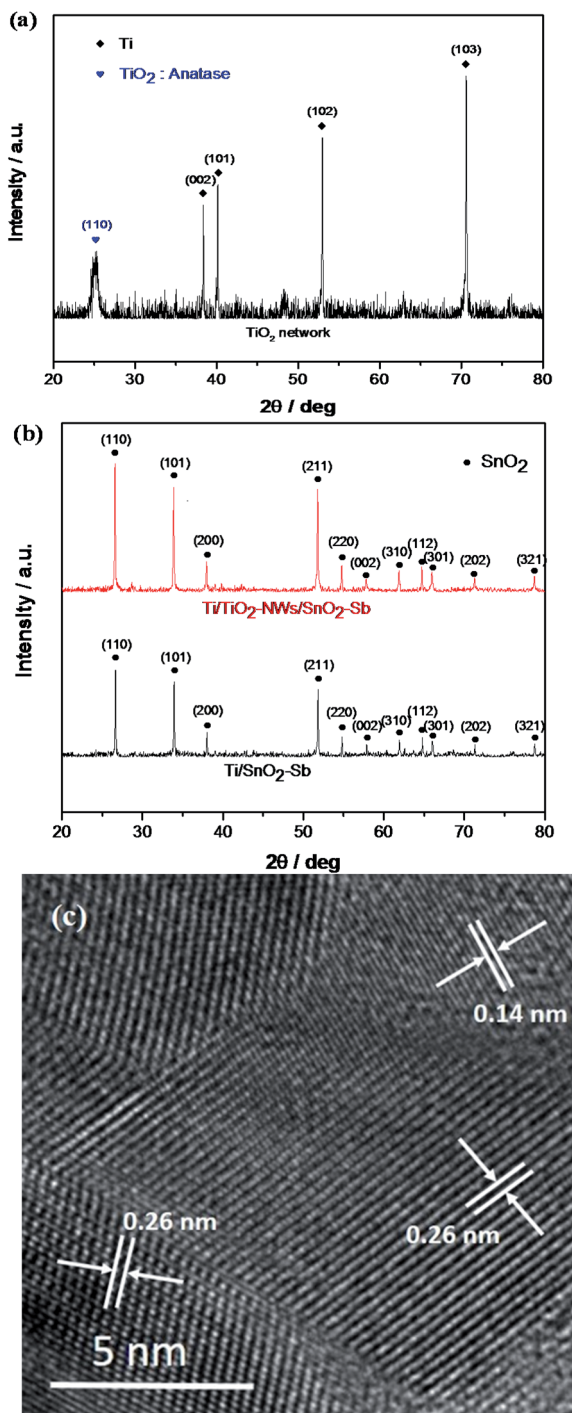 (a)
◆ Ti
♥ TiO2 : Anatase
(110)
(002)
(101)
(102)
(103)
TiO2 network
Intensity / a.u.
20 30 40 50 60 70 80
2θ / deg
(b)
● SnO2
(110) (101) (200) (211) (220) (002) (310) (112) (301) (202) (321)
Ti/TiO2-NWs/SnO2-Sb
(110) (101) (200) (211) (220) (002) (310) (112) (301) (202) (321)
Ti/SnO2-Sb
Intensity / a.u.
20 30 40 50 60 70 80
2θ / deg
(c)
0.14 nm
0.26 nm
0.26 nm
5 nm